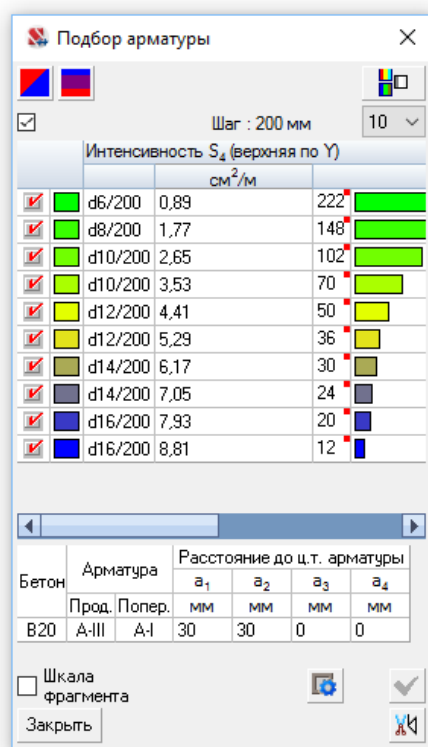 Подбор арматуры
Шаг : 200 мм 10
Интенсивность S4 (верхняя по Y)
см2/м
d6/200 0,89 222
d8/200 1,77 148
d10/200 2,65 102
d10/200 3,53 70
d12/200 4,41 50
d12/200 5,29 36
d14/200 6,17 30
d14/200 7,05 24
d16/200 7,93 20
d16/200 8,81 12
Бетон Арматура Расстояние до ц.т. арматуры
a1 a2 a3 a4
Прод. Попер. мм мм мм мм
B20 A-III A-I 30 30 0 0
Шкала
фрагмента
Закрыть